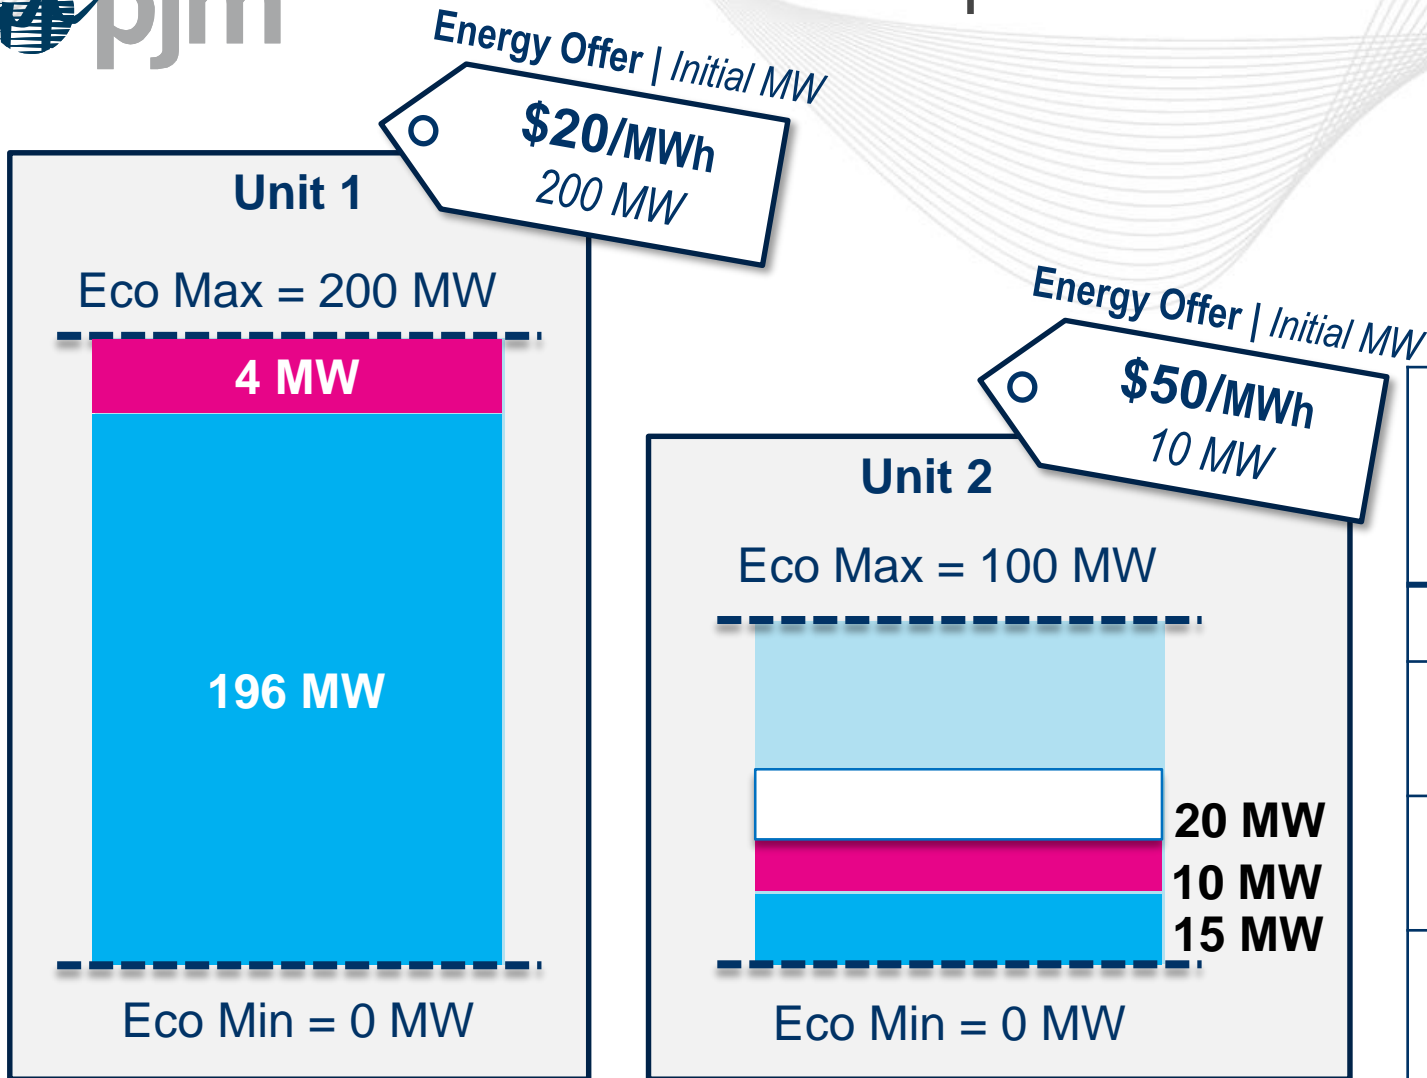 pjm
Energy Offer | Initial MW
$20/MWh
200 MW
Unit 1
Eco Max = 200 MW
4 MW
196 MW
Eco Min = 0 MW
Energy Offer | Initial MW
$50/MWh
10 MW
Unit 2
Eco Max = 100 MW
20 MW
10 MW
15 MW
Eco Min = 0 MW